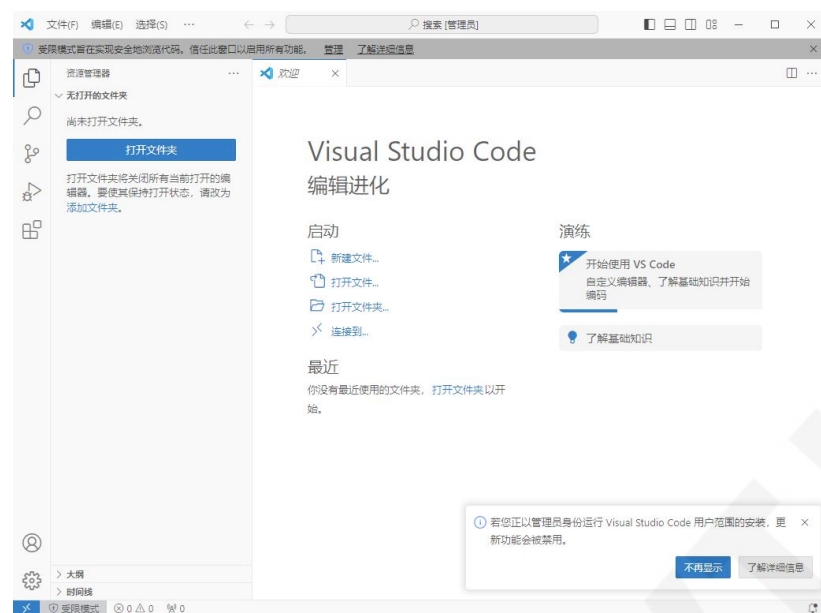 文件(F) 编辑(E) 选择(S) ··· ← → 搜索 [管理员]
受限模式旨在实现安全地浏览代码。信任此窗口以启用所有功能。 管理 了解详细信息
资源管理器 ···
欢迎
无打开的文件夹
尚未打开文件夹。
打开文件夹
打开文件夹将关闭所有当前打开的编
辑器。要使其保持打开状态，请改为
添加文件夹。
Visual Studio Code
编辑进化
启动
新建文件...
打开文件...
打开文件夹...
连接到...
最近
你没有最近使用的文件夹，打开文件夹以开
始。
演练
开始使用 VS Code
自定义编辑器、了解基础知识并开始
编码
了解基础知识
若您正以管理员身份运行 Visual Studio Code 用户范围的安装，更
新功能会被禁用。
不再显示 了解详细信息
大纲
时间线
受限模式 0 0 0